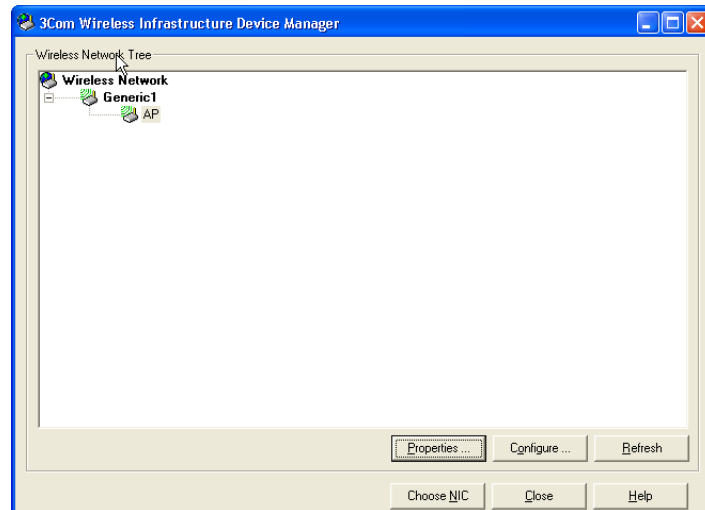 3Com Wireless Infrastructure Device Manager
Wireless Network Tree
Wireless Network
Generic1
AP
Properties ... Configure ... Refresh
Choose NIC Close Help